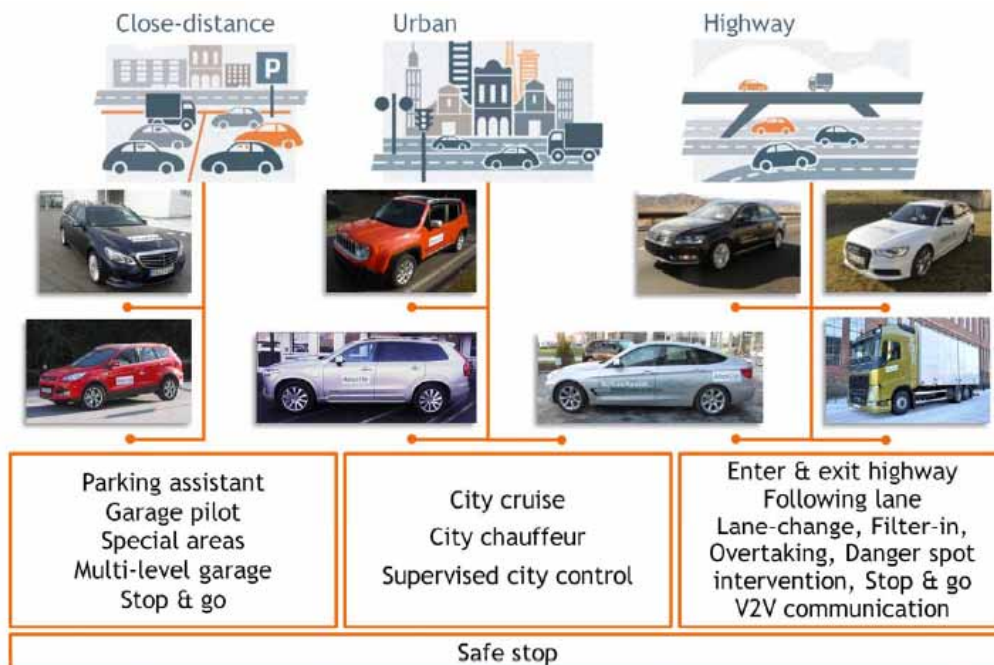 Close-distance
Urban
Highway
P
Parking assistant
Garage pilot
Special areas
Multi-level garage
Stop & go
City cruise
City chauffeur
Supervised city control
Enter & exit highway
Following lane
Lane-change, Filter-in,
Overtaking, Danger spot
intervention, Stop & go
V2V communication
Safe stop